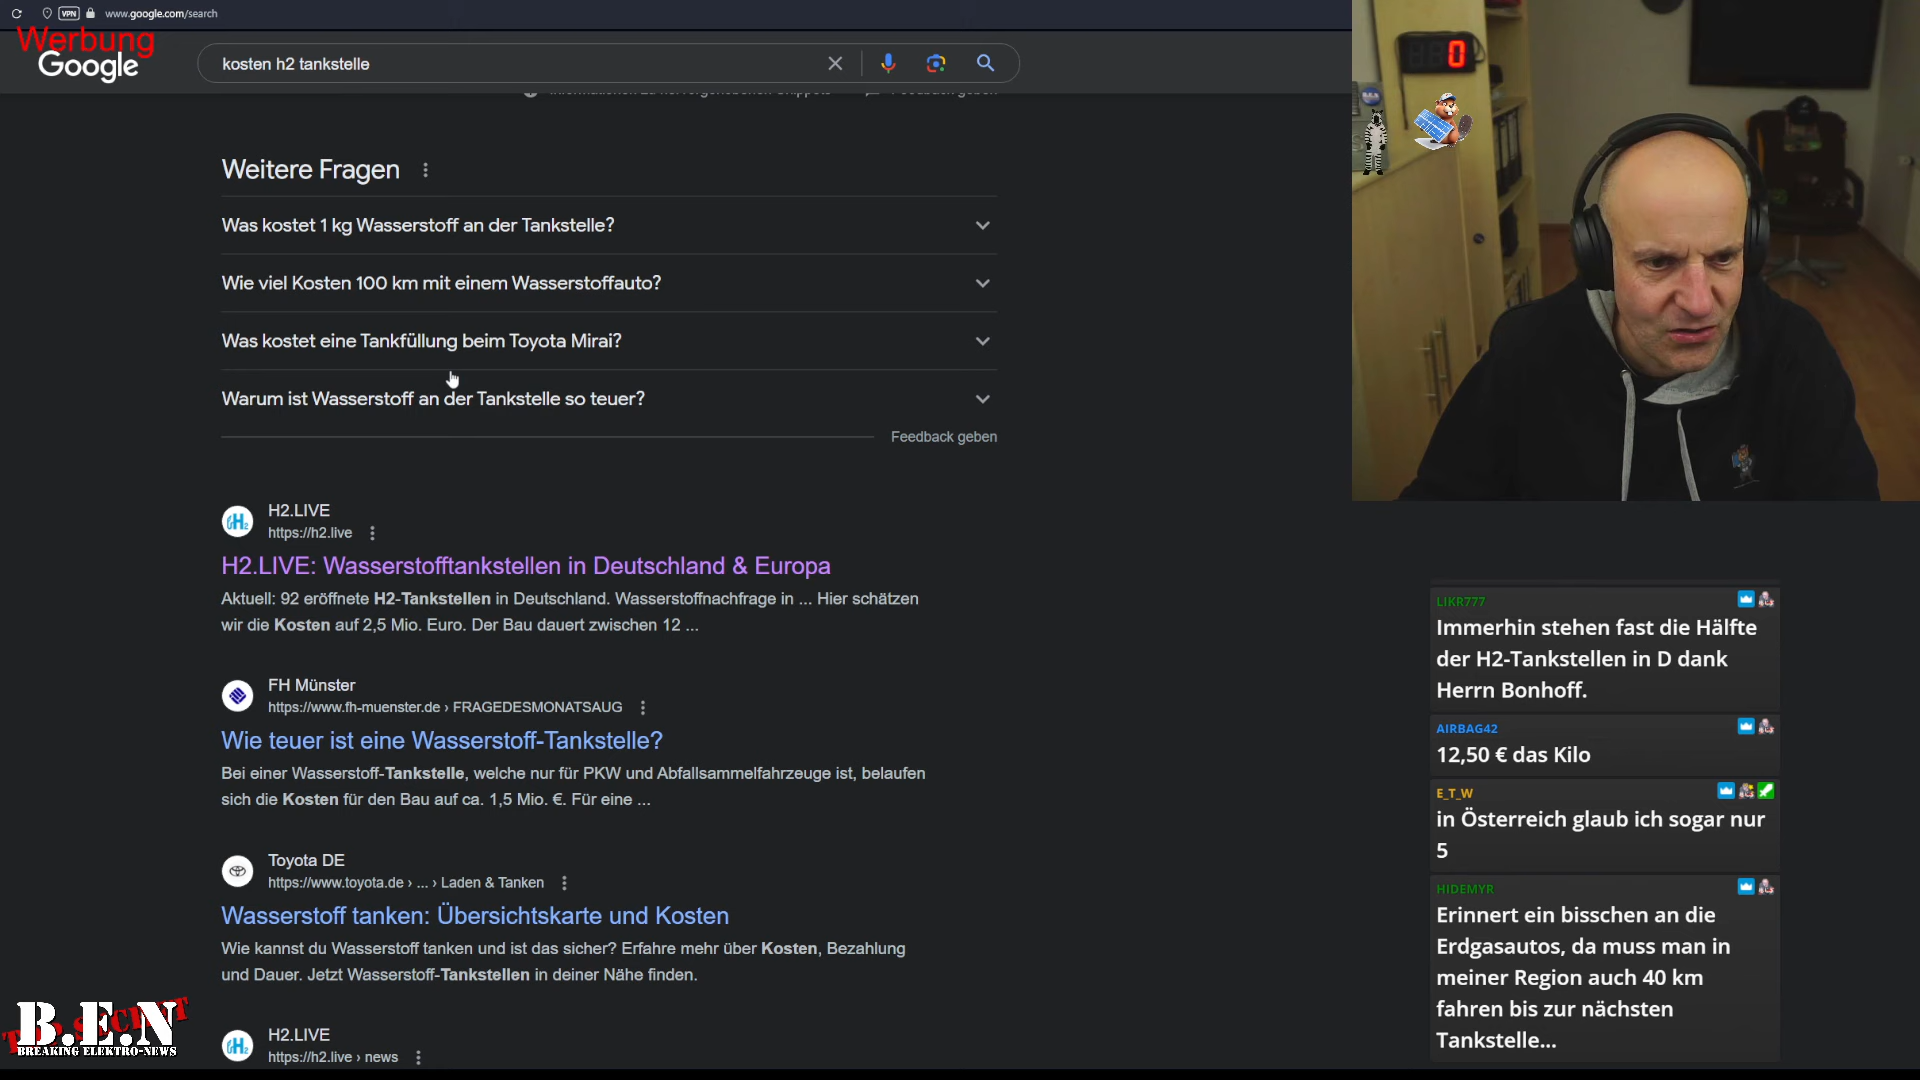 VPN
www.google.com/search
Werbung
Google
kosten h2 tankstelle
Weitere Fragen
Was kostet 1 kg Wasserstoff an der Tankstelle?
Wie viel Kosten 100 km mit einem Wasserstoffauto?
Was kostet eine Tankfüllung beim Toyota Mirai?
Warum ist Wasserstoff an der Tankstelle so teuer?
Feedback geben
H2.LIVE
https://h2.live
H2.LIVE: Wasserstofftankstellen in Deutschland & Europa
Aktuell: 92 eröffnete H2-Tankstellen in Deutschland. Wasserstoffnachfrage in ... Hier schätzen
wir die Kosten auf 2,5 Mio. Euro. Der Bau dauert zwischen 12 ...
FH Münster
https://www.fh-muenster.de › FRAGEDESMONATSAUG
Wie teuer ist eine Wasserstoff-Tankstelle?
Bei einer Wasserstoff-Tankstelle, welche nur für PKW und Abfallsammelfahrzeuge ist, belaufen
sich die Kosten für den Bau auf ca. 1,5 Mio. €. Für eine ...
Toyota DE
https://www.toyota.de › ... › Laden & Tanken
Wasserstoff tanken: Übersichtskarte und Kosten
Wie kannst du Wasserstoff tanken und ist das sicher? Erfahre mehr über Kosten, Bezahlung
und Dauer. Jetzt Wasserstoff-Tankstellen in deiner Nähe finden.
H2.LIVE
https://h2.live › news
B.E.N
BREAKING ELEKTRO-NEWS
0
LIKR777
Immerhin stehen fast die Hälfte
der H2-Tankstellen in D dank
Herrn Bonhoff.
AIRBAG42
12,50 € das Kilo
E_T_W
in Österreich glaub ich sogar nur
5
HIDEMYR
Erinnert ein bisschen an die
Erdgasautos, da muss man in
meiner Region auch 40 km
fahren bis zur nächsten
Tankstelle...